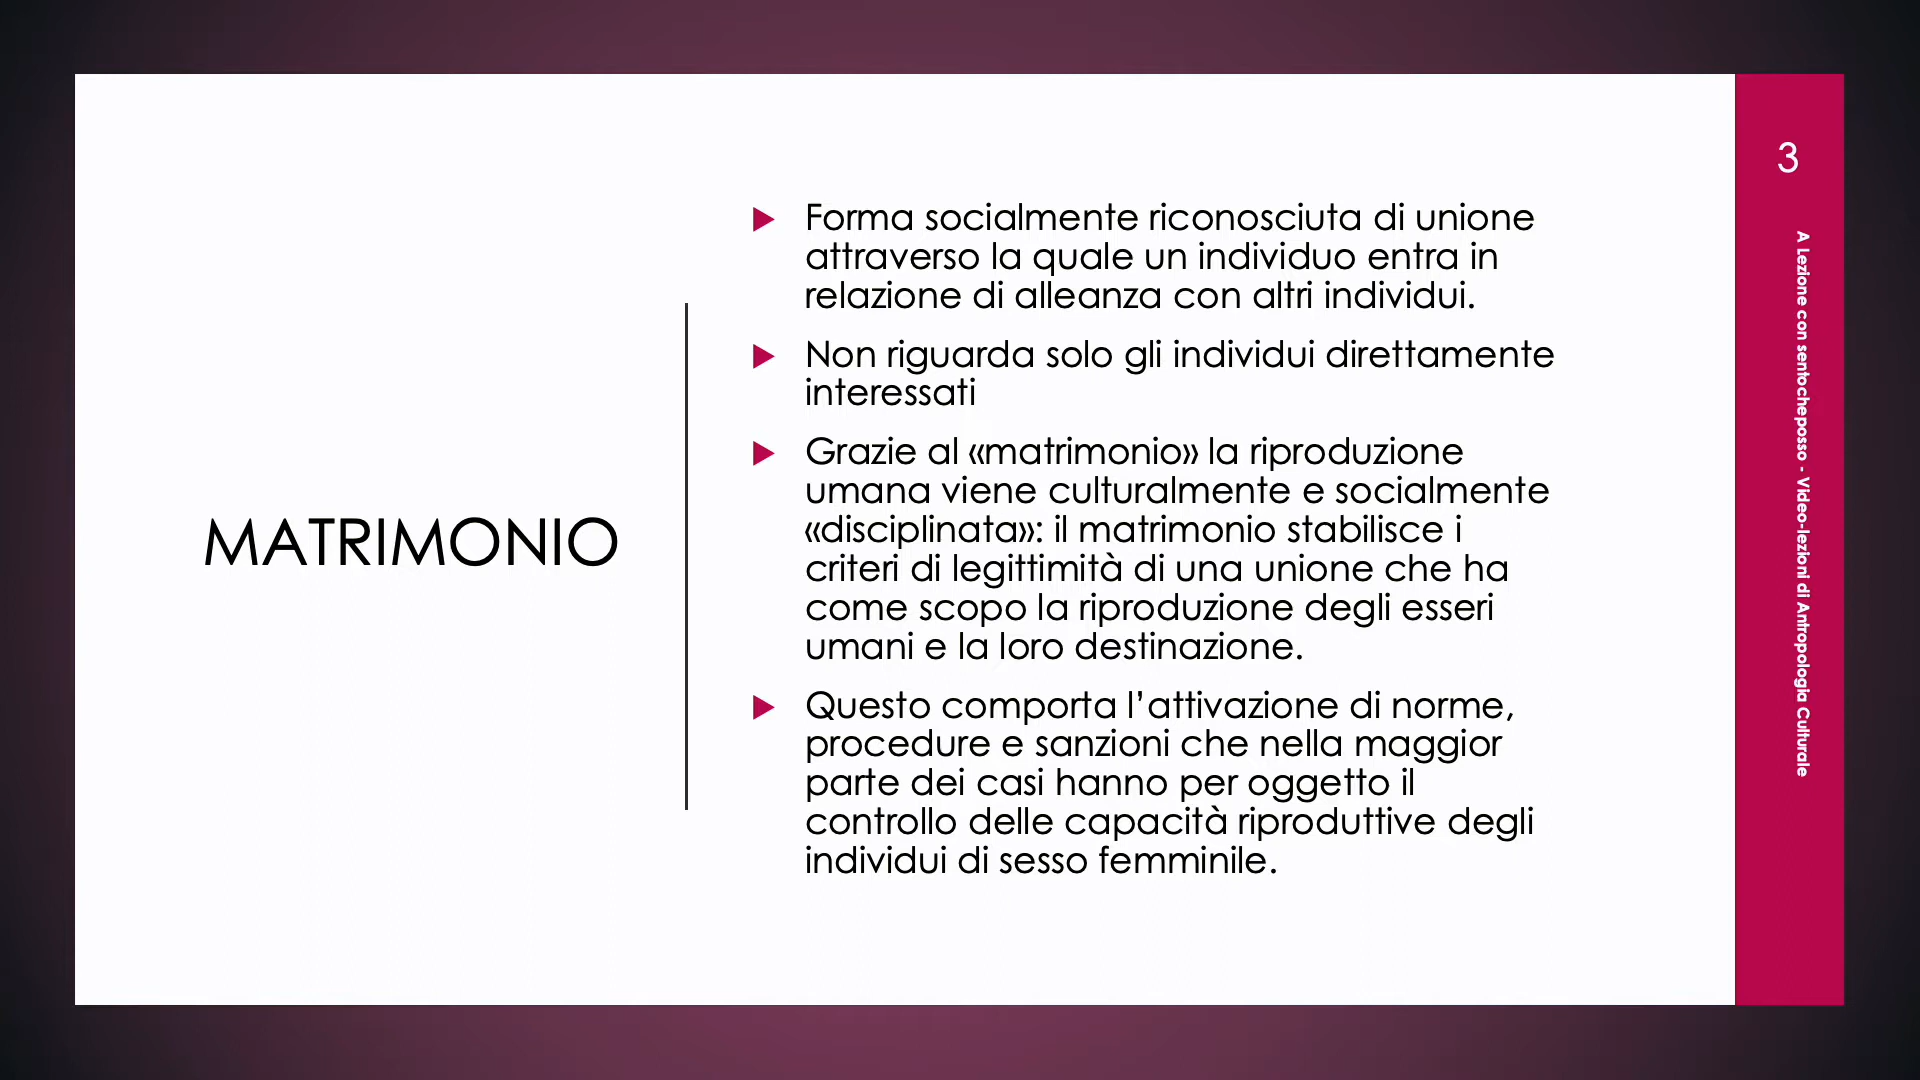 MATRIMONIO
Forma socialmente riconosciuta di unione
attraverso la quale un individuo entra in
relazione di alleanza con altri individui.
Non riguarda solo gli individui direttamente
interessati
Grazie al «matrimonio» la riproduzione
umana viene culturalmente e socialmente
«disciplinata»: il matrimonio stabilisce i
criteri di legittimità di una unione che ha
come scopo la riproduzione degli esseri
umani e la loro destinazione.
Questo comporta l’attivazione di norme,
procedure e sanzioni che nella maggior
parte dei casi hanno per oggetto il
controllo delle capacità riproduttive degli
individui di sesso femminile.
3
A Lezione con sentocheposso - Video-lezioni di Antropologia Culturale